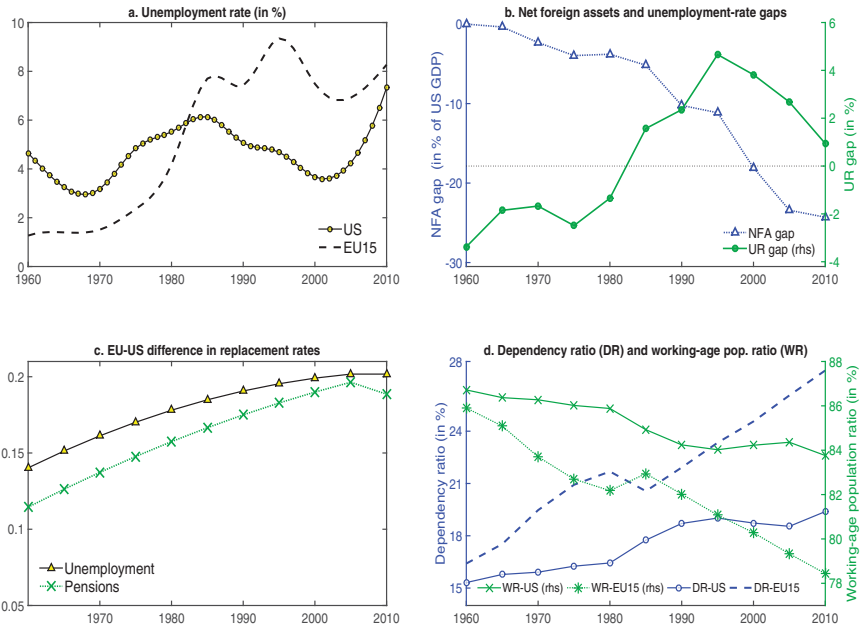 a. Unemployment rate (in %)
10
8
6
4
2
0
US
EU15
1960 1970 1980 1990 2000 2010
b. Net foreign assets and unemployment-rate gaps
0
-10
-20
-30
NFA gap (in % of US GDP)
6
4
2
0
-2
-4
UR gap (in %)
NFA gap
UR gap (rhs)
1960 1970 1980 1990 2000 2010
c. EU-US difference in replacement rates
0.2
0.15
0.1
0.05
Unemployment
Pensions
1970 1980 1990 2000 2010
d. Dependency ratio (DR) and working-age pop. ratio (WR)
28
24
21
18
15
Dependency ratio (in %)
88
86
84
82
80
78
Working-age population ratio (in %)
WR-US (rhs) WR-EU15 (rhs) DR-US DR-EU15
1960 1970 1980 1990 2000 2010